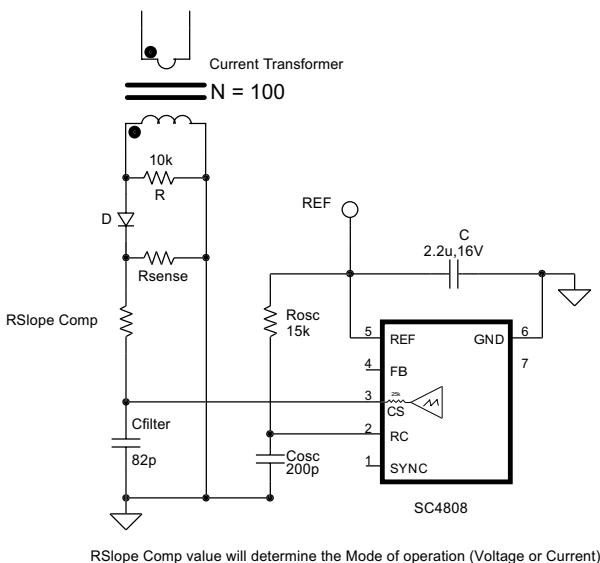 Current Transformer
N = 100
10k
R
D
Rsense
RSlope Comp
REF
C
2.2u,16V
Rosc
15k
5
REF
GND
6
4
FB
7
3
25k
CS
2
RC
1
SYNC
Cfilter
82p
Cosc
200p
SC4808
RSlope Comp value will determine the Mode of operation (Voltage or Current)